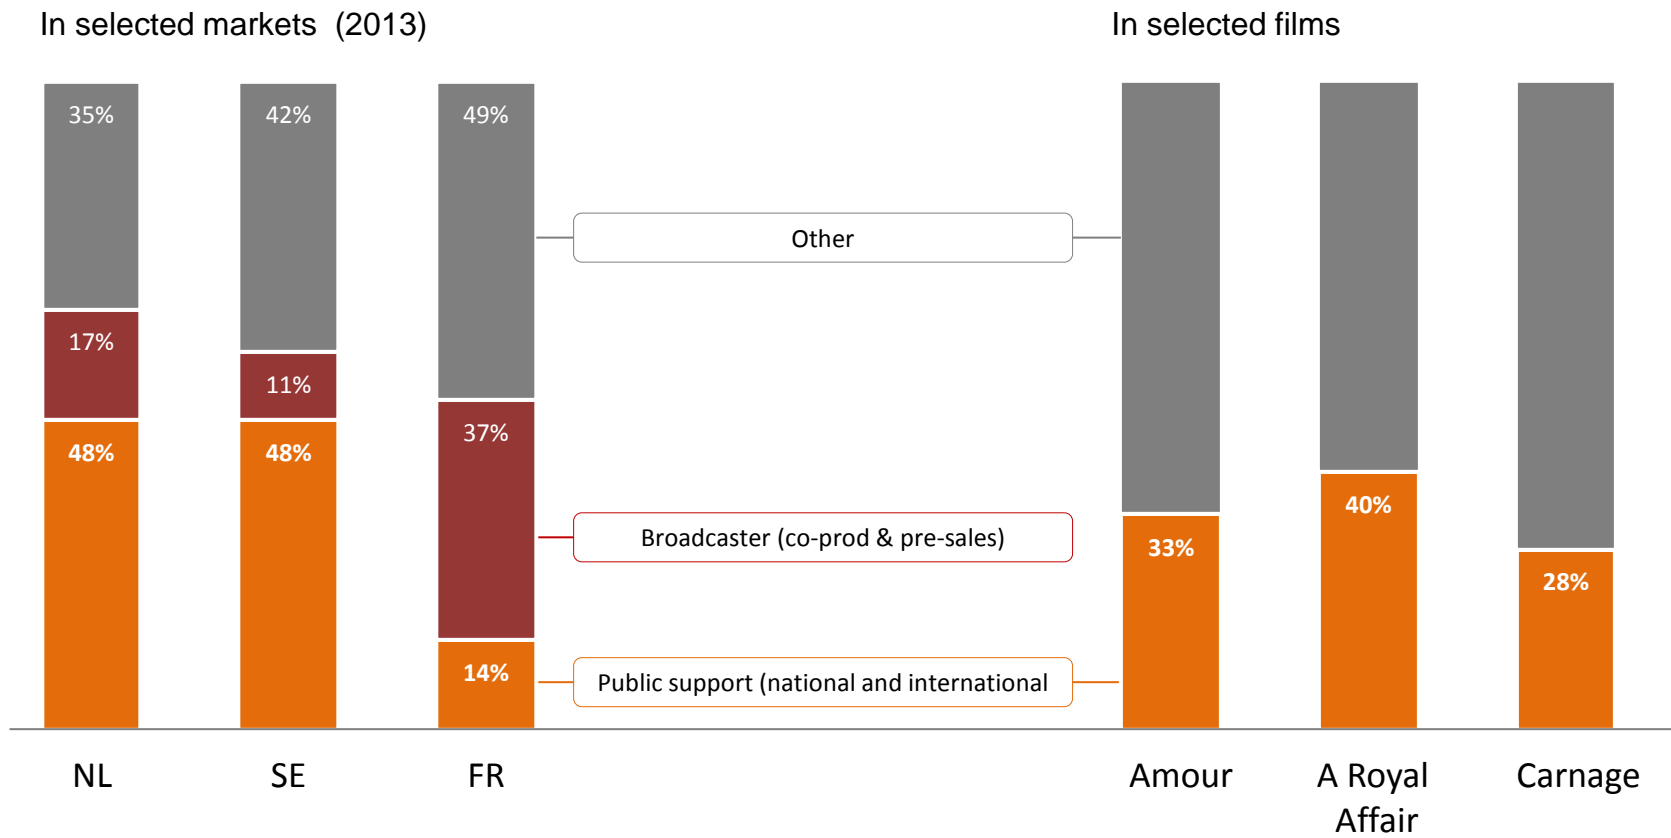 In selected markets (2013)
In selected films
35%
42%
49%
Other
17%
11%
37%
48%
48%
40%
Broadcaster (co-prod & pre-sales)
33%
28%
14%
Public support (national and international
NL
SE
FR
Amour
A Royal
Affair
Carnage